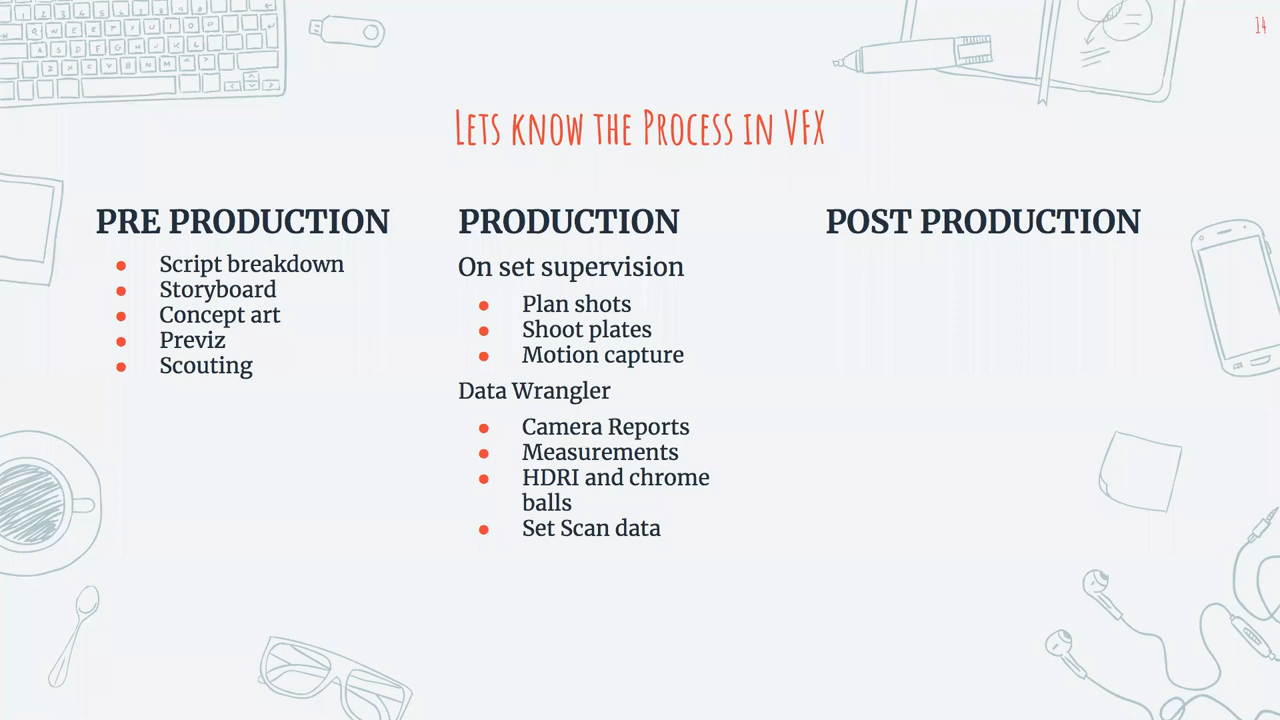 14
Lets know the Process in VFX
PRE PRODUCTION
Script breakdown
Storyboard
Concept art
Previz
Scouting
PRODUCTION
On set supervision
Plan shots
Shoot plates
Motion capture
Data Wrangler
Camera Reports
Measurements
HDRI and chrome
balls
Set Scan data
POST PRODUCTION